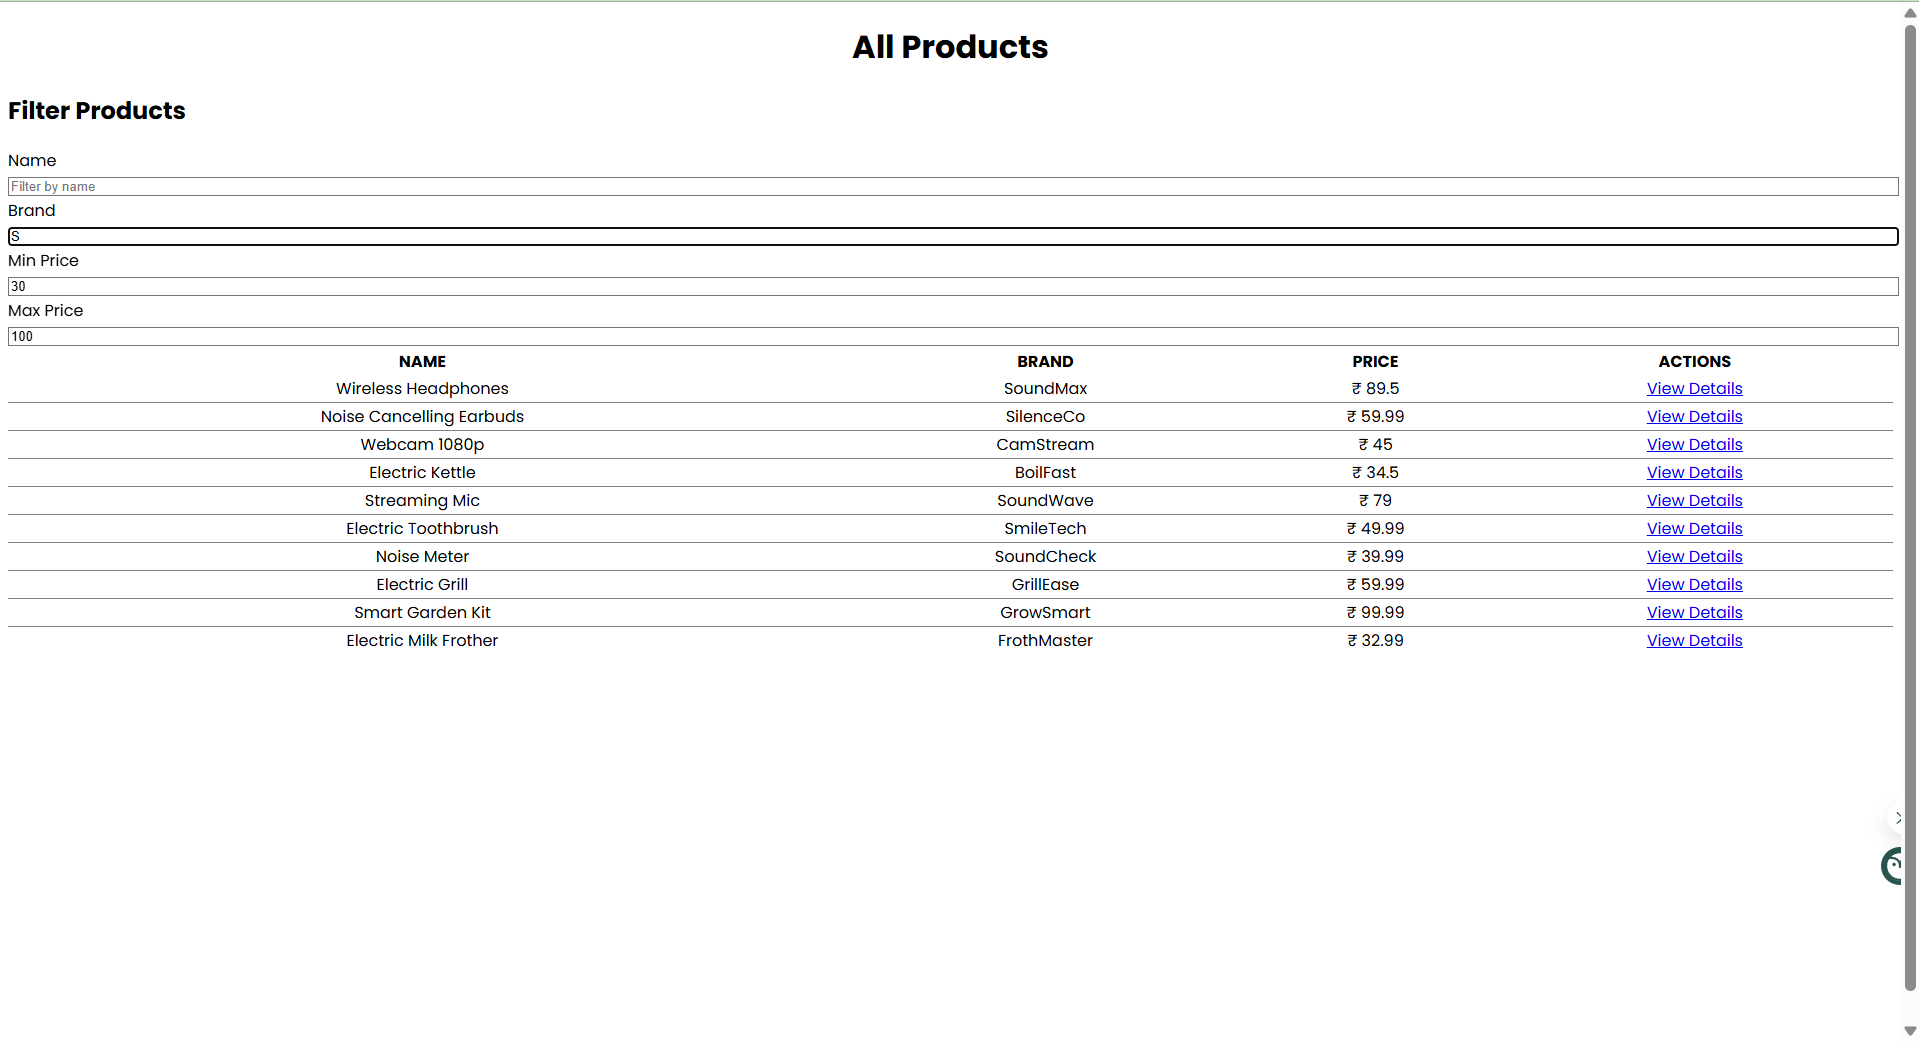 All Products
Filter Products
Name
Filter by name
Brand
S
Min Price
30
Max Price
100
NAME BRAND PRICE ACTIONS
Wireless Headphones SoundMax ₹ 89.5 View Details
Noise Cancelling Earbuds SilenceCo ₹ 59.99 View Details
Webcam 1080p CamStream ₹ 45 View Details
Electric Kettle BoilFast ₹ 34.5 View Details
Streaming Mic SoundWave ₹ 79 View Details
Electric Toothbrush SmileTech ₹ 49.99 View Details
Noise Meter SoundCheck ₹ 39.99 View Details
Electric Grill GrillEase ₹ 59.99 View Details
Smart Garden Kit GrowSmart ₹ 99.99 View Details
Electric Milk Frother FrothMaster ₹ 32.99 View Details